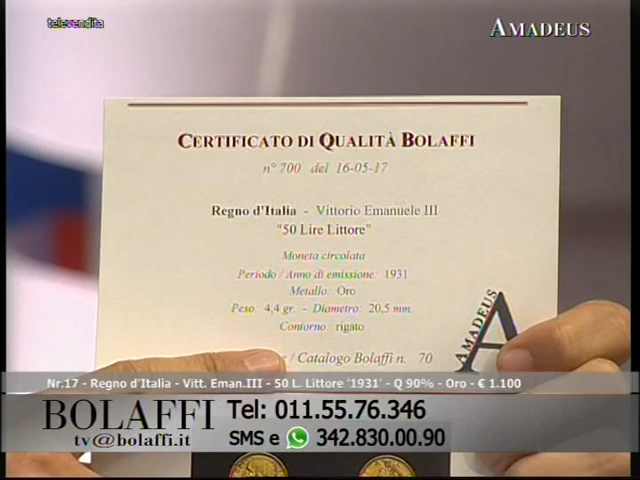 televendita
AMADEUS
CERTIFICATO DI QUALITÀ BOLAFFI
n° 700 del 16-05-17
Regno d'Italia - Vittorio Emanuele III
"50 Lire Littore"
Moneta circolata
Periodo / Anno di emissione: 1931
Metallo: Oro
Peso: 4,4 gr. - Diametro: 20,5 mm.
Contorno: rigato
/ Catalogo Bolaffi n. 70
AMADEUS
A
Nr.17 - Regno d'Italia - Vitt. Eman.III - 50 L. Littore '1931' - Q 90% - Oro - € 1.100
BOLAFFI
tv@bolaffi.it
Tel: 011.55.76.346
SMS e 342.830.00.90